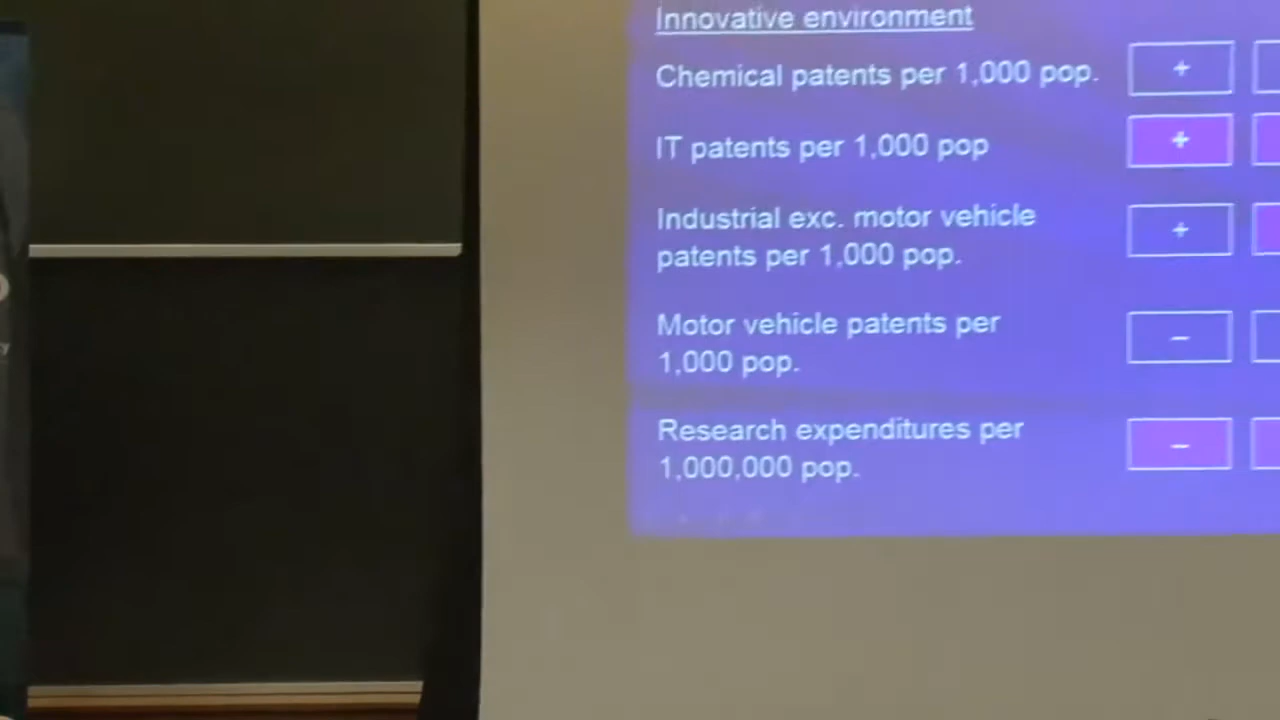 Innovative environment
Chemical patents per 1,000 pop. +
IT patents per 1,000 pop +
Industrial exc. motor vehicle
patents per 1,000 pop. +
Motor vehicle patents per
1,000 pop. –
Research expenditures per
1,000,000 pop. –